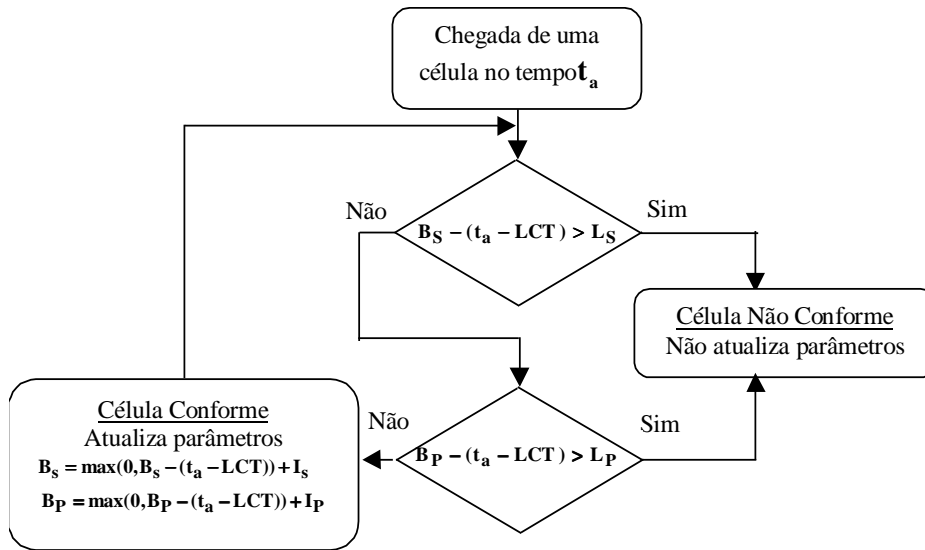 Chegada de uma
célula no tempo t_a
Não
Sim
B_S – (t_a – LCT) > L_S
Célula Não Conforme
Não atualiza parâmetros
Célula Conforme
Atualiza parâmetros
B_s = max(0, B_s – (t_a – LCT)) + I_s
B_P = max(0, B_P – (t_a – LCT)) + I_P
Não
Sim
B_P – (t_a – LCT) > L_P